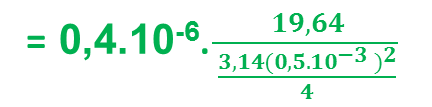 = 0,4.10⁻⁶. 19,64 / (3,14(0,5.10⁻³ )² / 4)